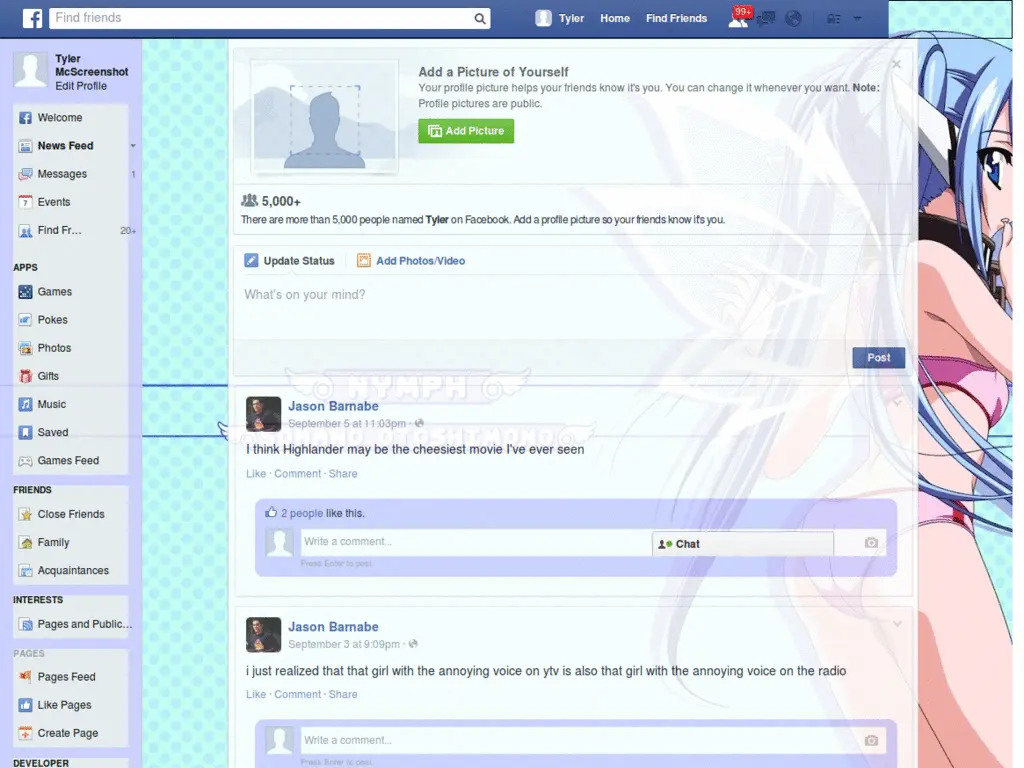 Find friends
Tyler
Home
Find Friends
99+
Tyler
McScreenshot
Edit Profile
Welcome
News Feed
Messages 1
Events
Find Fr... 20+
APPS
Games
Pokes
Photos
Gifts
Music
Saved
Games Feed
FRIENDS
Close Friends
Family
Acquaintances
INTERESTS
Pages and Public...
PAGES
Pages Feed
Like Pages
Create Page
DEVELOPER
Add a Picture of Yourself
Your profile picture helps your friends know it's you. You can change it whenever you want. Note:
Profile pictures are public.
Add Picture
5,000+
There are more than 5,000 people named Tyler on Facebook. Add a profile picture so your friends know it's you.
Update Status
Add Photos/Video
What's on your mind?
Post
NYMPH
Jason Barnabe
September 5 at 11:03pm ·
SORANO OTOSHIMONO
I think Highlander may be the cheesiest movie I've ever seen
Like · Comment · Share
2 people like this.
Write a comment...
Chat
Press Enter to post.
Jason Barnabe
September 3 at 9:09pm ·
i just realized that that girl with the annoying voice on ytv is also that girl with the annoying voice on the radio
Like · Comment · Share
Write a comment...
Press Enter to post.